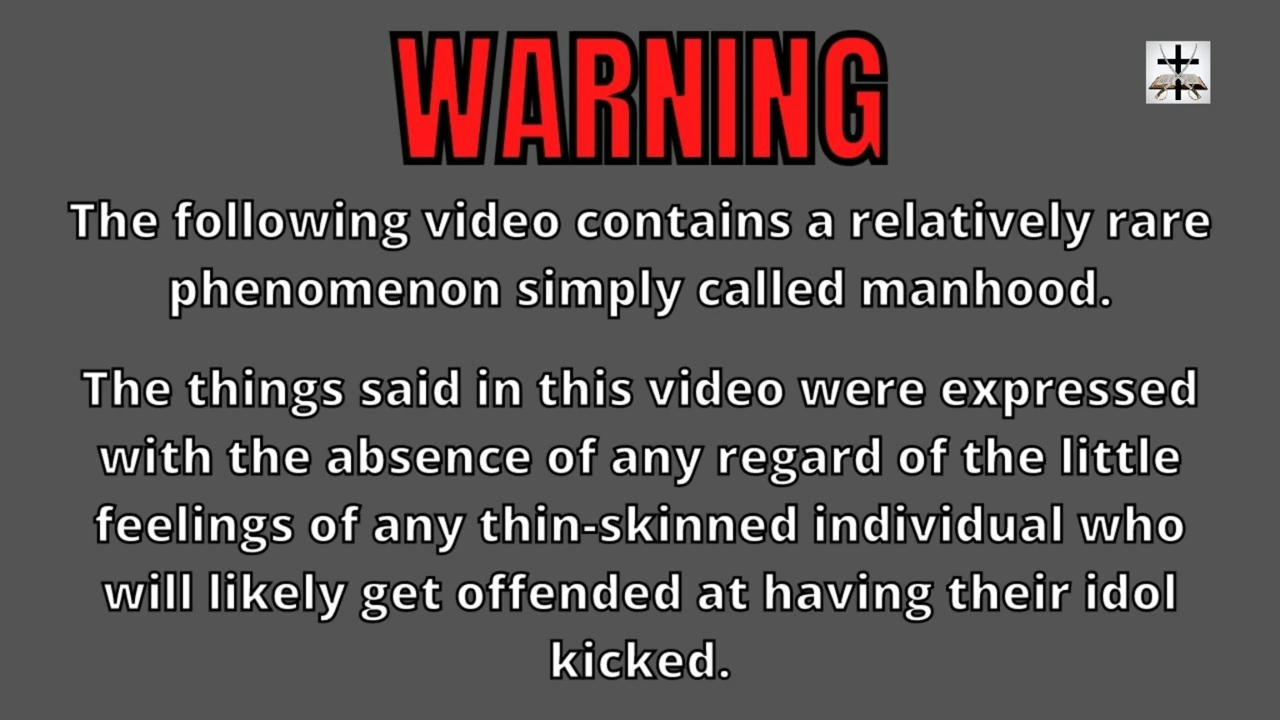 WARNING
The following video contains a relatively rare
phenomenon simply called manhood.
The things said in this video were expressed
with the absence of any regard of the little
feelings of any thin-skinned individual who
will likely get offended at having their idol
kicked.